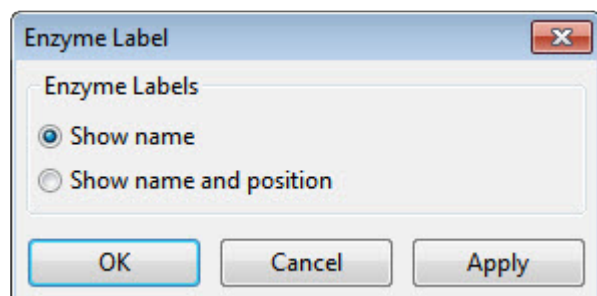 Enzyme Label
Enzyme Labels
Show name
Show name and position
OK Cancel Apply